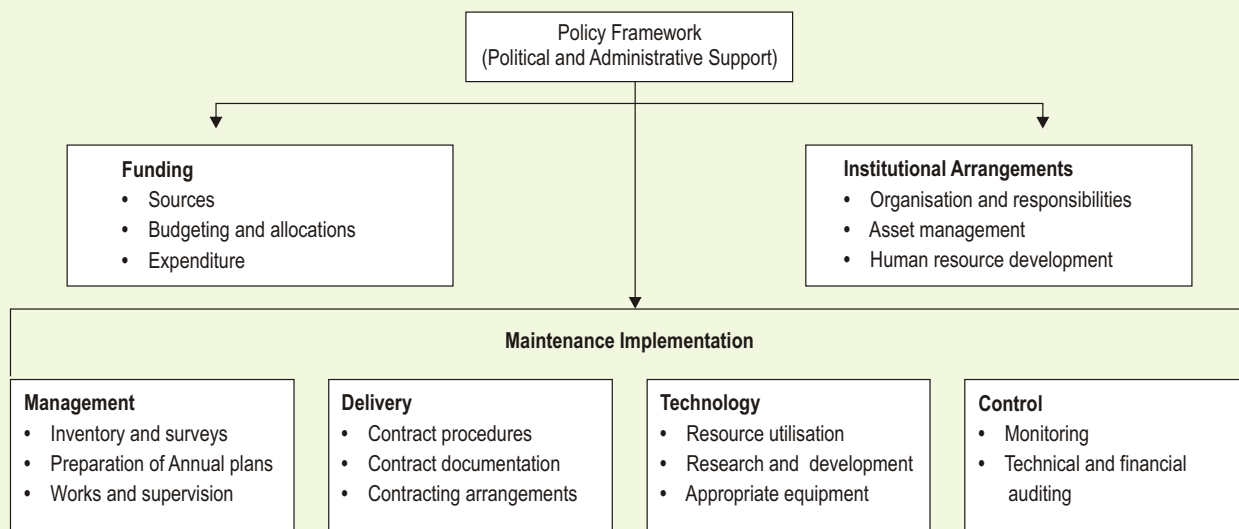 Policy Framework
(Political and Administrative Support)
Funding
• Sources
• Budgeting and allocations
• Expenditure
Institutional Arrangements
• Organisation and responsibilities
• Asset management
• Human resource development
Maintenance Implementation
Management
• Inventory and surveys
• Preparation of Annual plans
• Works and supervision
Delivery
• Contract procedures
• Contract documentation
• Contracting arrangements
Technology
• Resource utilisation
• Research and development
• Appropriate equipment
Control
• Monitoring
• Technical and financial
auditing